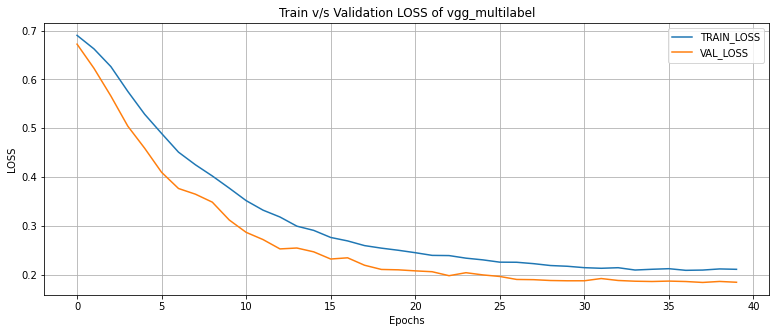 Train v/s Validation LOSS of vgg_multilabel
TRAIN_LOSS
VAL_LOSS
LOSS
0.7
0.6
0.5
0.4
0.3
0.2
0 5 10 15 20 25 30 35 40
Epochs